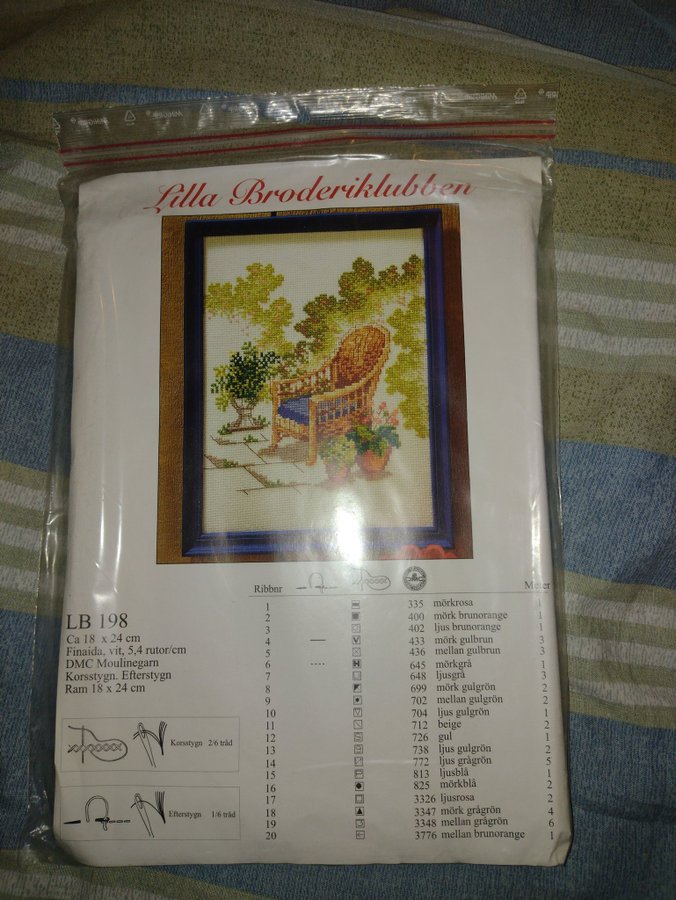 Lilla Broderiklubben
LB 198
Ca 18 x 24 cm
Finaida, vit, 5,4 rutor/cm
DMC Moulinegarn
Korsstygn. Efterstygn
Ram 18 x 24 cm
Korsstygn 2/6 tråd
Efterstygn 1/6 tråd
Ribbnr Meter
1 335 mörkrosa 1
2 400 mörk brunorange 1
3 402 ljus brunorange 1
4 433 mörk gulbrun 3
5 436 mellan gulbrun 3
6 H 645 mörkgrå 1
7 648 ljusgrå 3
8 699 mörk gulgrön 2
9 702 mellan gulgrön 2
10 704 ljus gulgrön 1
11 712 beige 2
12 726 gul 1
13 738 ljus gulgrön 2
14 772 ljus grågrön 5
15 813 ljusblå 1
16 825 mörkblå 2
17 3326 ljusrosa 2
18 3347 mörk grågrön 4
19 3348 mellan grågrön 6
20 3776 mellan brunorange 1